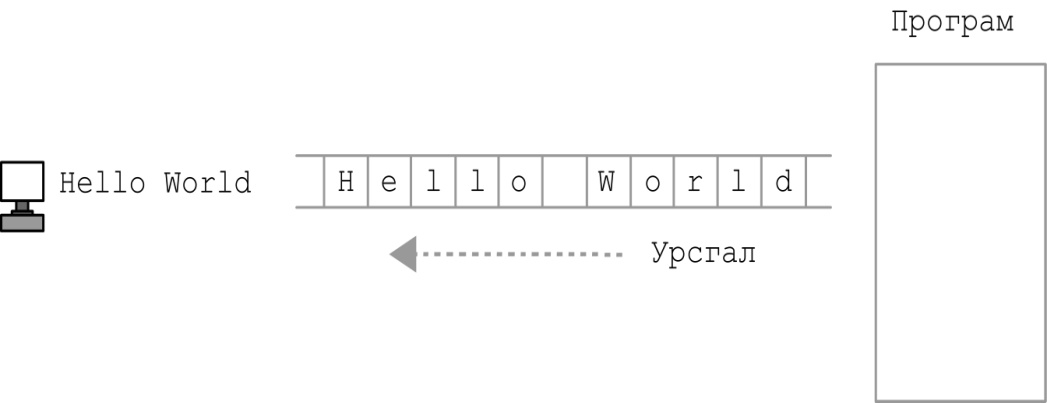 Програм
Hello World
H e l l o   W o r l d
Урсгал